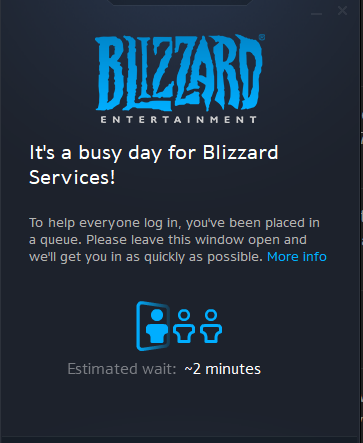 BLIZZARD®
ENTERTAINMENT
It's a busy day for Blizzard
Services!
To help everyone log in, you've been placed in
a queue. Please leave this window open and
we'll get you in as quickly as possible. More info
Estimated wait: ~2 minutes